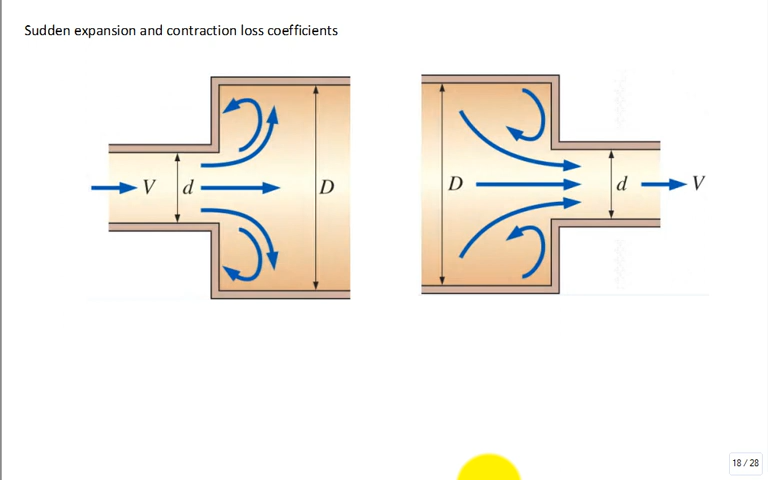 Sudden expansion and contraction loss coefficients
V d D
D d V
18 / 28